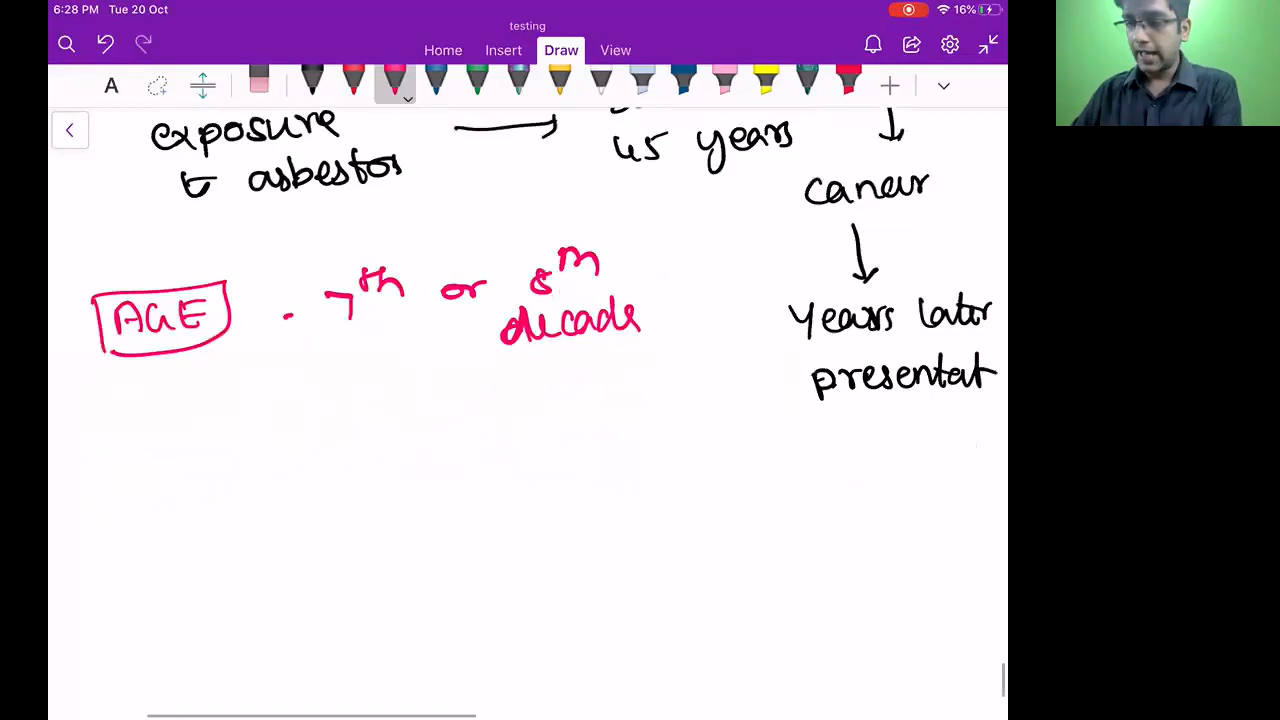 6:28 PM Tue 20 Oct
16%
testing
Home Insert Draw View
A
exposure
to asbestos
45 years
cancer
AGE . 7th or 8th
decade
years later
presentat